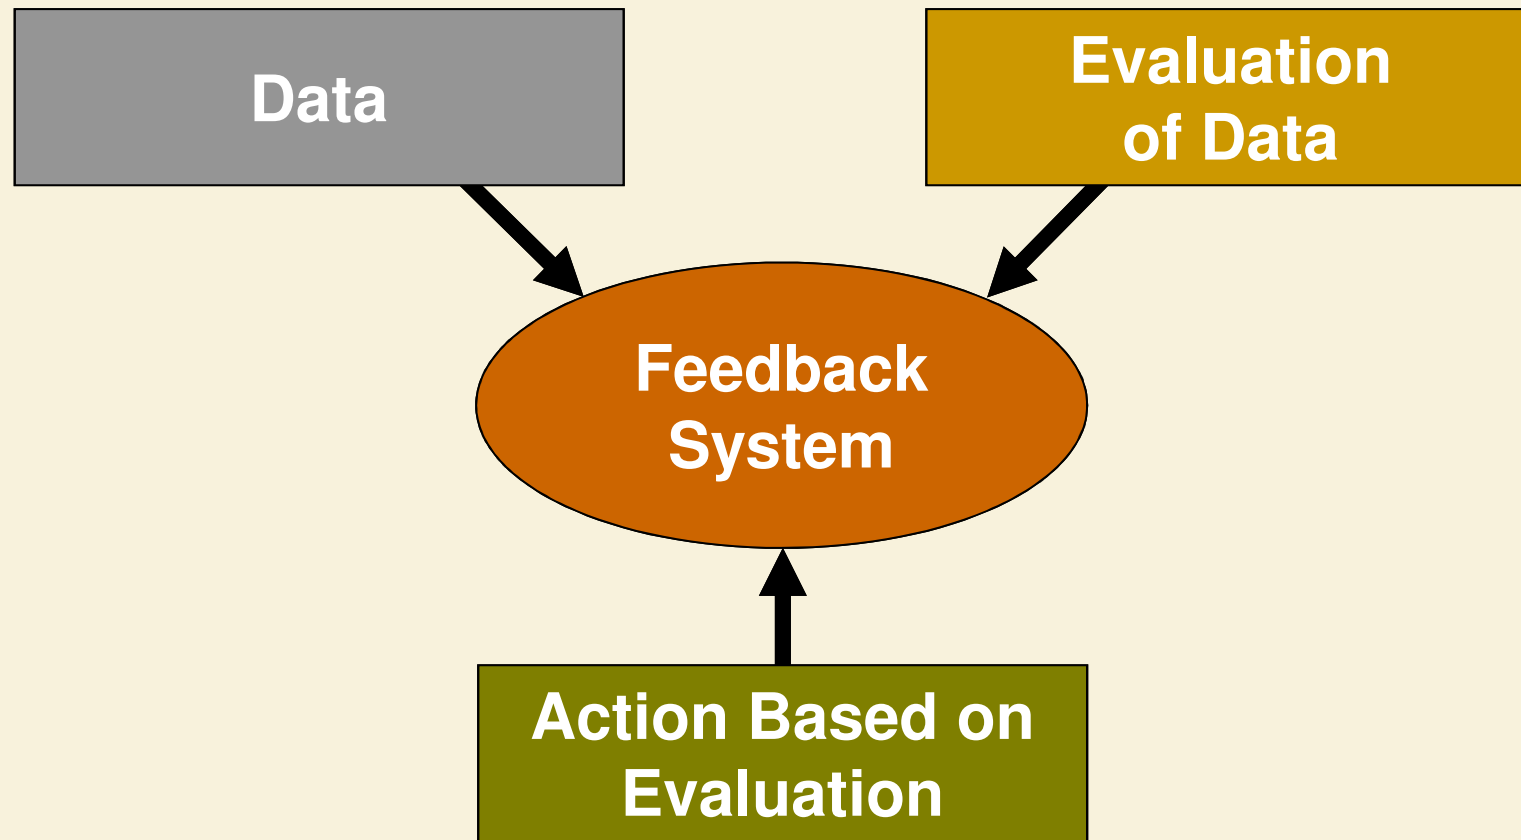 Data
Evaluation
of Data
Feedback
System
Action Based on
Evaluation